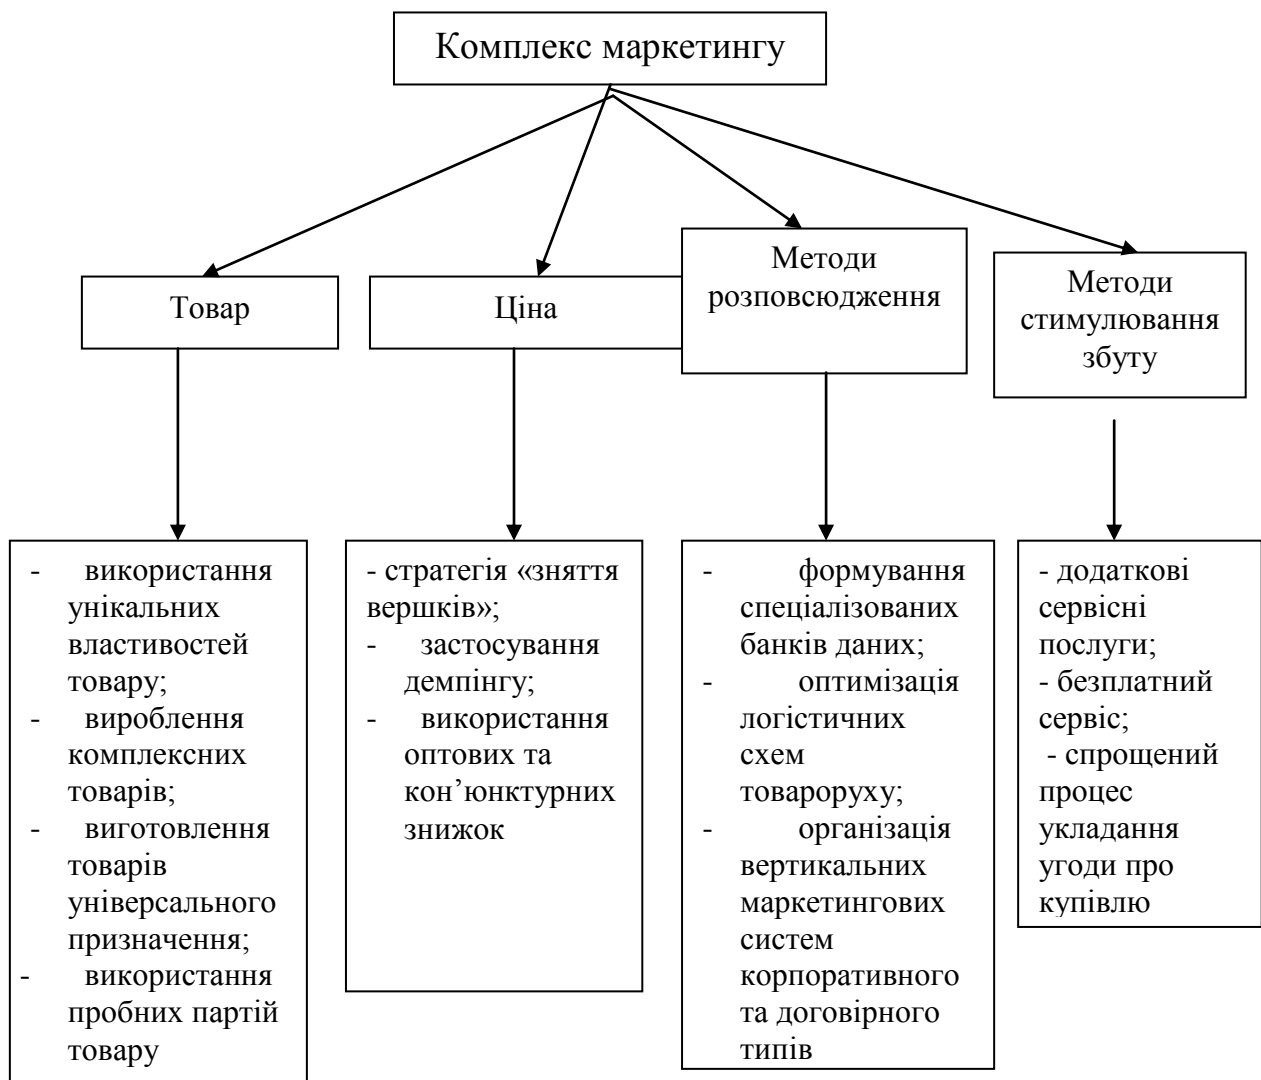 Комплекс маркетингу
Товар
Ціна
Методи
розповсюдження
Методи
стимулювання
збуту
- використання
унікальних
властивостей
товару;
- вироблення
комплексних
товарів;
- виготовлення
товарів
універсального
призначення;
- використання
пробних партій
товару
- стратегія «зняття
вершків»;
- застосування
демпінгу;
- використання
оптових та
кон’юнктурних
знижок
- формування
спеціалізованих
банків даних;
- оптимізація
логістичних
схем
товароруху;
- організація
вертикальних
маркетингових
систем
корпоративного
та договірного
типів
- додаткові
сервісні
послуги;
- безплатний
сервіс;
- спрощений
процес
укладання
угоди про
купівлю